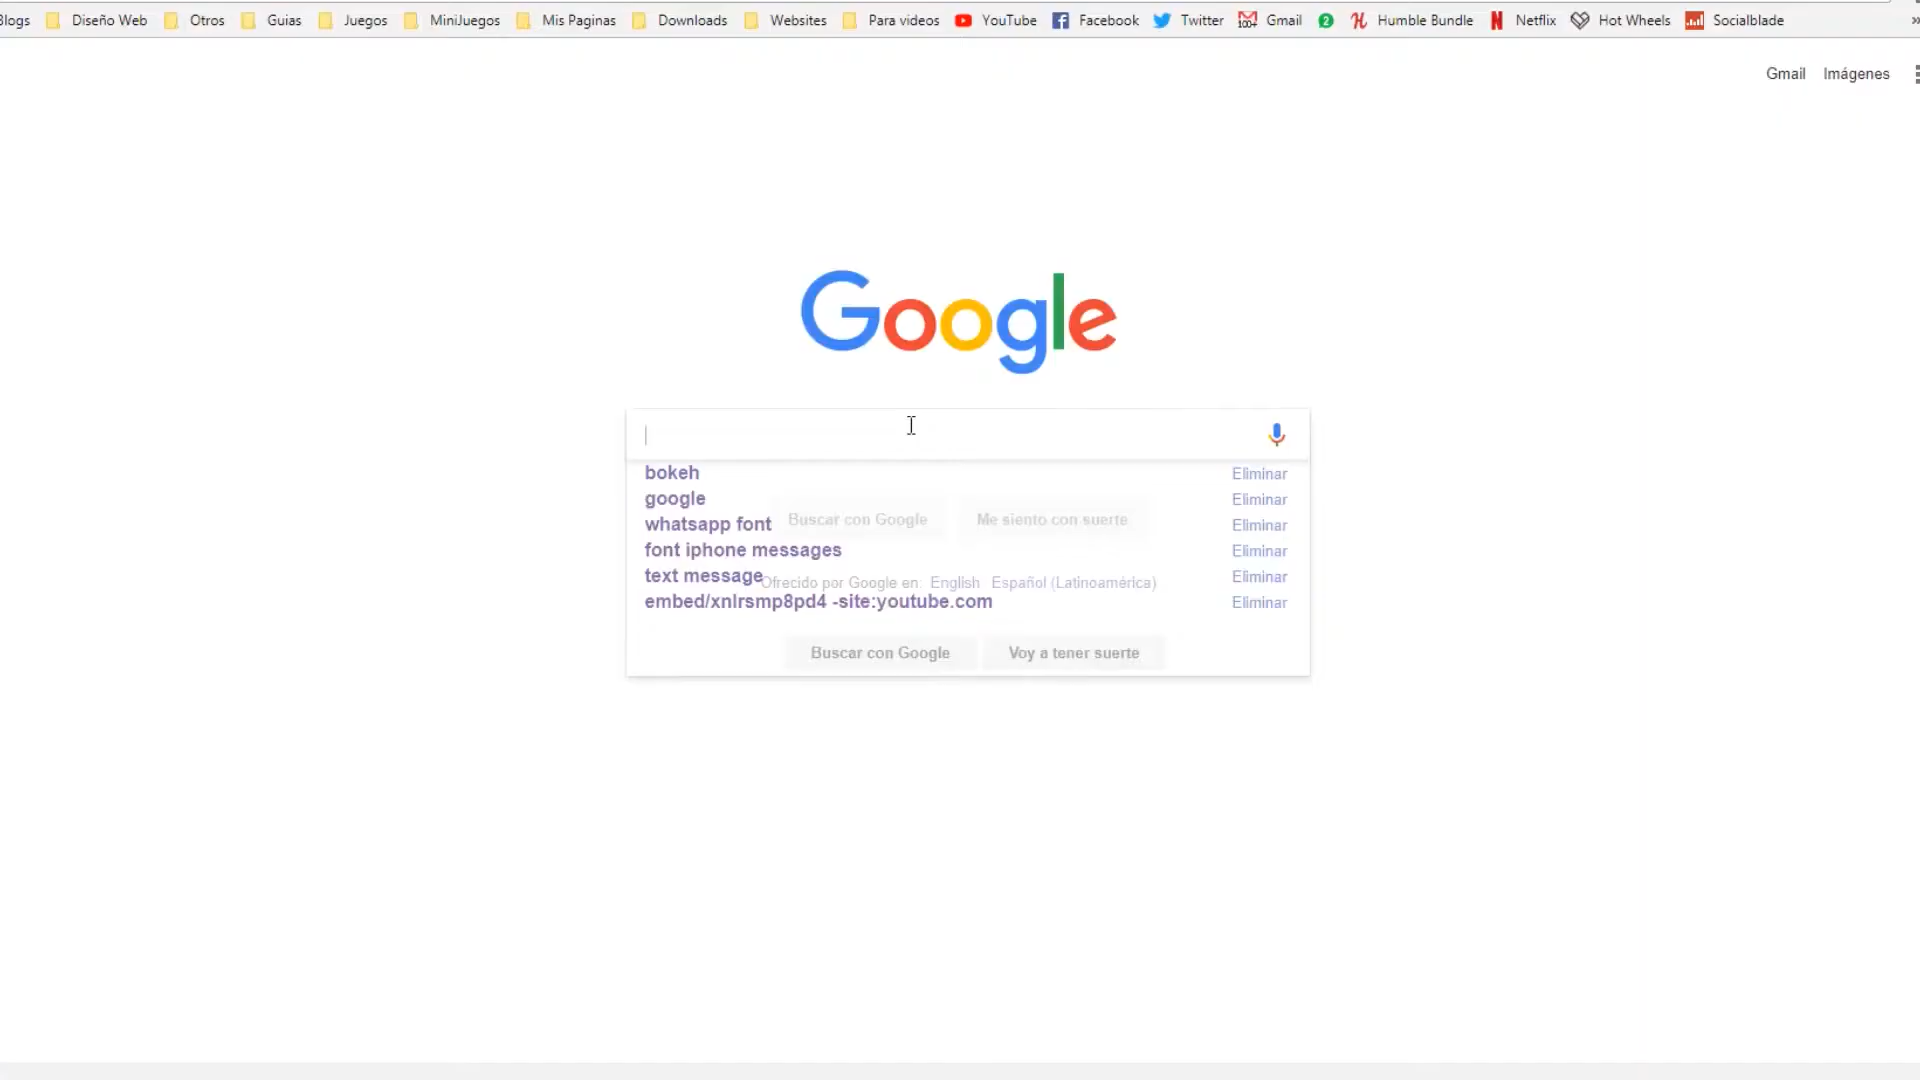 Blogs Diseño Web Otros Guias Juegos MiniJuegos Mis Paginas Downloads Websites Para videos YouTube Facebook Twitter 100+ Gmail 2 Humble Bundle Netflix Hot Wheels Socialblade »
Gmail Imágenes
Google
bokeh Eliminar
google Eliminar
whatsapp font Buscar con Google Me siento con suerte Eliminar
font iphone messages Eliminar
text message Ofrecido por Google en: English Español (Latinoamérica) Eliminar
embed/xnlrsmp8pd4 -site:youtube.com Eliminar
Buscar con Google Voy a tener suerte